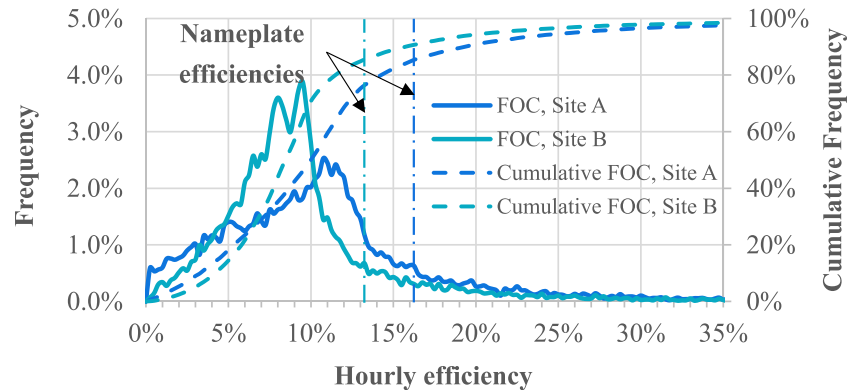 5.0%
4.0%
3.0%
2.0%
1.0%
0.0%
Frequency
Nameplate
efficiencies
FOC, Site A
FOC, Site B
Cumulative FOC, Site A
Cumulative FOC, Site B
100%
80%
60%
40%
20%
0%
Cumulative Frequency
0% 5% 10% 15% 20% 25% 30% 35%
Hourly efficiency